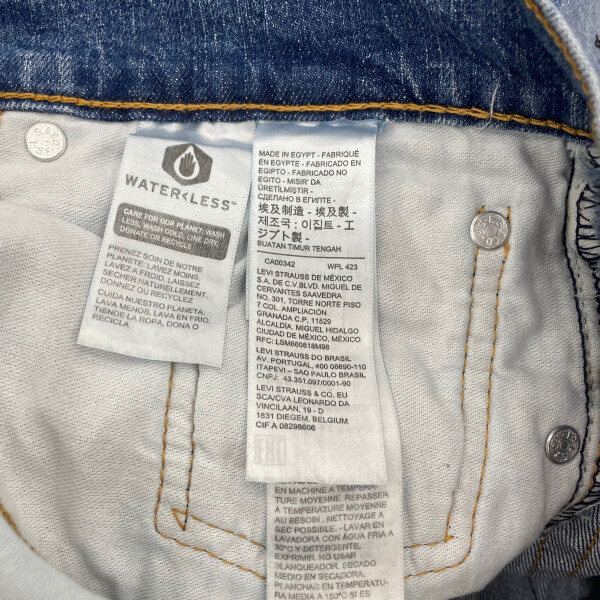 WATER<LESS™
CARE FOR OUR PLANET: WASH
LESS, WASH COLD, LINE DRY,
DONATE OR RECYCLE
PRENEZ SOIN DE NOTRE
PLANETE: LAVEZ MOINS,
LAVEZ A FROID, LAISSEZ
SECHER NATURELLEMENT,
DONNEZ OU RECYCLEZ
CUIDA NUESTRO PLANETA:
LAVA MENOS, LAVA EN FRIO,
TIENDE LA ROPA, DONA O
RECICLA
MADE IN EGYPT - FABRIQUÉ
EN EGYPTE - FABRICADO NO
EGITO - FABRICADO EN
EGIPTO - MISIR'DA
ÜRETİLMİŞTİR -
СДЕЛАНО В ЕГИПТЕ -
埃及制造 - 埃及製 -
제조국 : 이집트 - エ
ジプト製 -
BUATAN TIMUR TENGAH
CA00342 WPL 423
LEVI STRAUSS DE MÉXICO
S.A. DE C.V.BLVD. MIGUEL DE
CERVANTES SAAVEDRA
NO. 301, TORRE NORTE PISO
7 COL. AMPLIACIÓN
GRANADA C.P. 11529
ALCALDÍA, MIGUEL HIDALGO
CIUDAD DE MÉXICO, MÉXICO
RFC: LSM660818M98
LEVI STRAUSS DO BRASIL
AV. PORTUGAL, 400 06690-110
ITAPEVI – SAO PAULO BRASIL
CNPJ: 43.351.097/0001-90
LEVI STRAUSS & CO. EU
SCA/CVA LEONARDO DA
VINCILAAN, 19 - D
1831 DIEGEM, BELGIUM
CIF A 08298606
EN MACHINE A TEMPERA-
TURE MOYENNE. REPASSER
A TEMPERATURE MOYENNE
AU BESOIN. NETTOYAGE A
SEC POSSIBLE. - LAVAR EN
LAVADORA CON AGUA FRIA A
30°C Y DETERGENTE,
EXPRIMIR. NO USAR
BLANQUEADOR. SECADO
MEDIO EN SECADORA,
PLANCHAR EN TEMPERATU-
RA MEDIA A 150°C SI ES